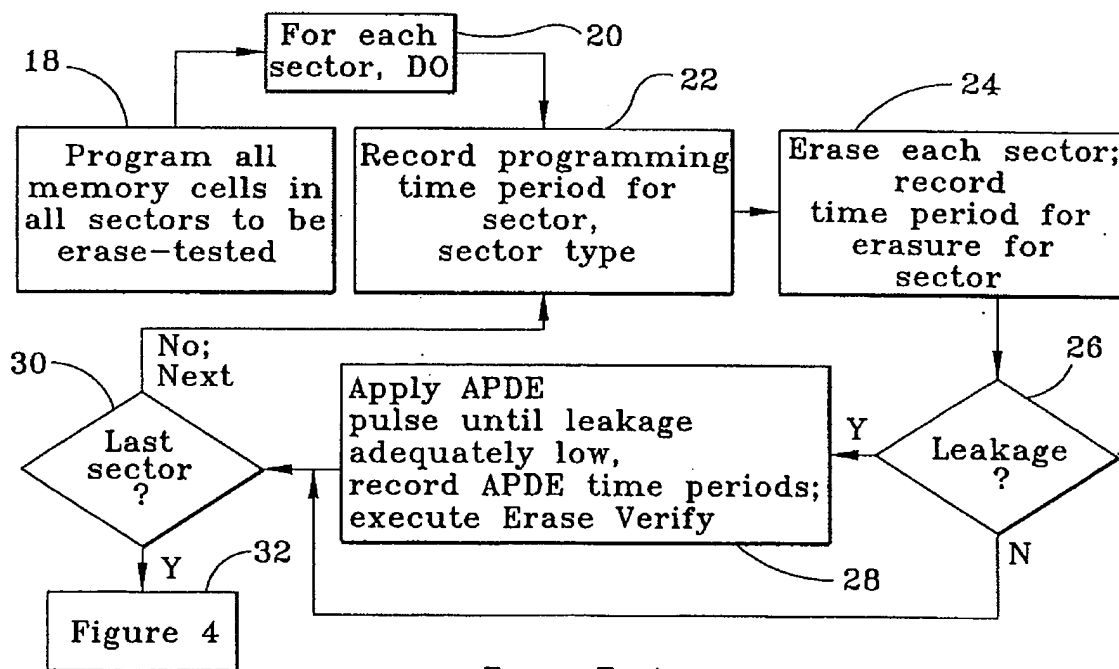 For each
sector, DO
20
18
22
24
Program all
memory cells in
all sectors to be
erase-tested
Record programming
time period for
sector,
sector type
Erase each sector;
record
time period for
erasure for
sector
30
No;
Next
26
Last
sector
?
Apply APDE
pulse until leakage
adequately low,
record APDE time periods;
execute Erase Verify
Y
Leakage
?
28
N
Y
32
Figure 4